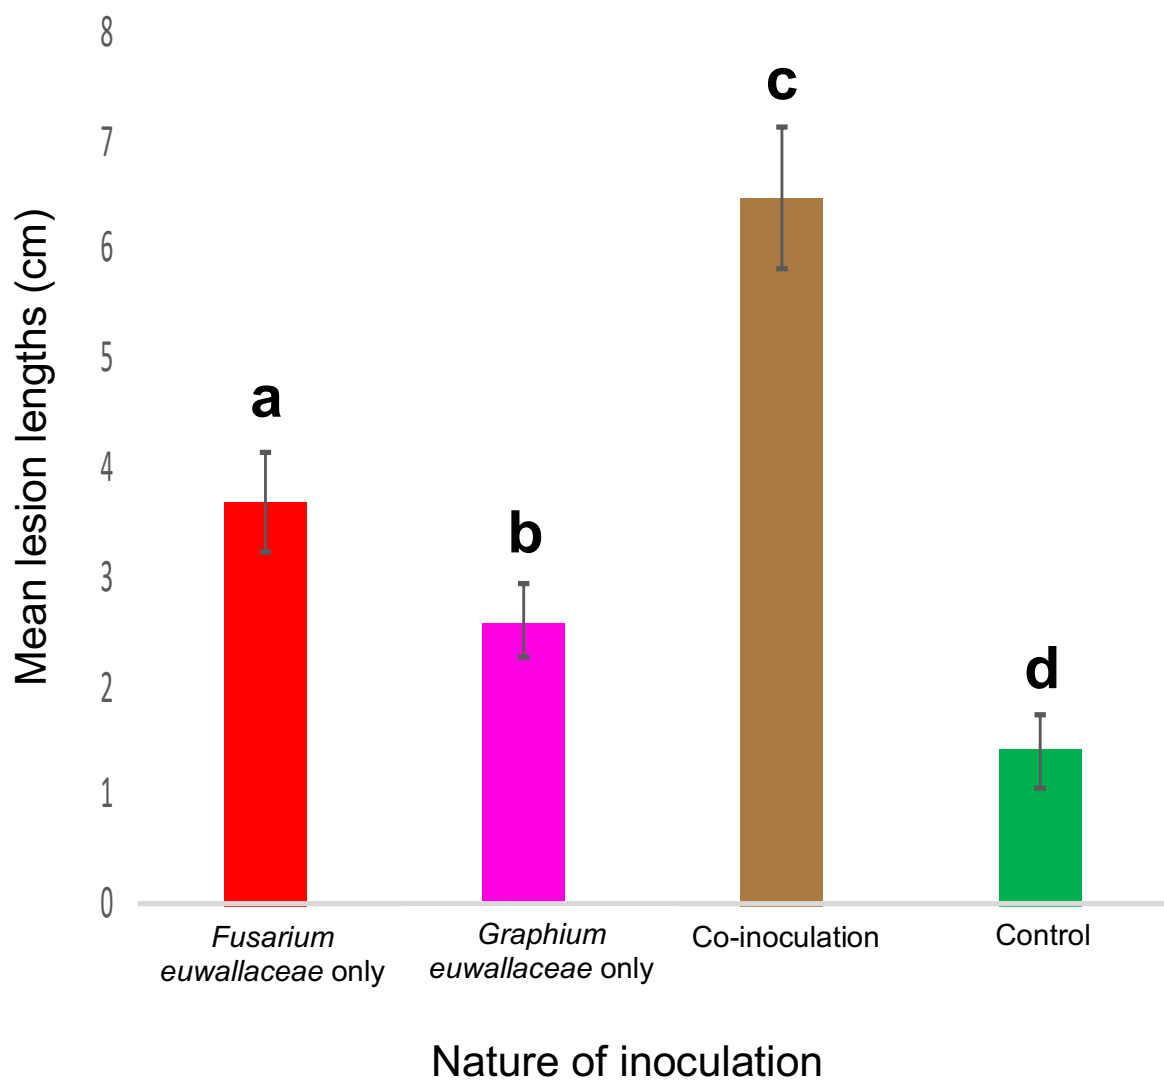 8
7
6
5
4
3
2
1
0
Mean lesion lengths (cm)
a
b
c
d
Fusarium
euwallaceae only
Graphium
euwallaceae only
Co-inoculation
Control
Nature of inoculation